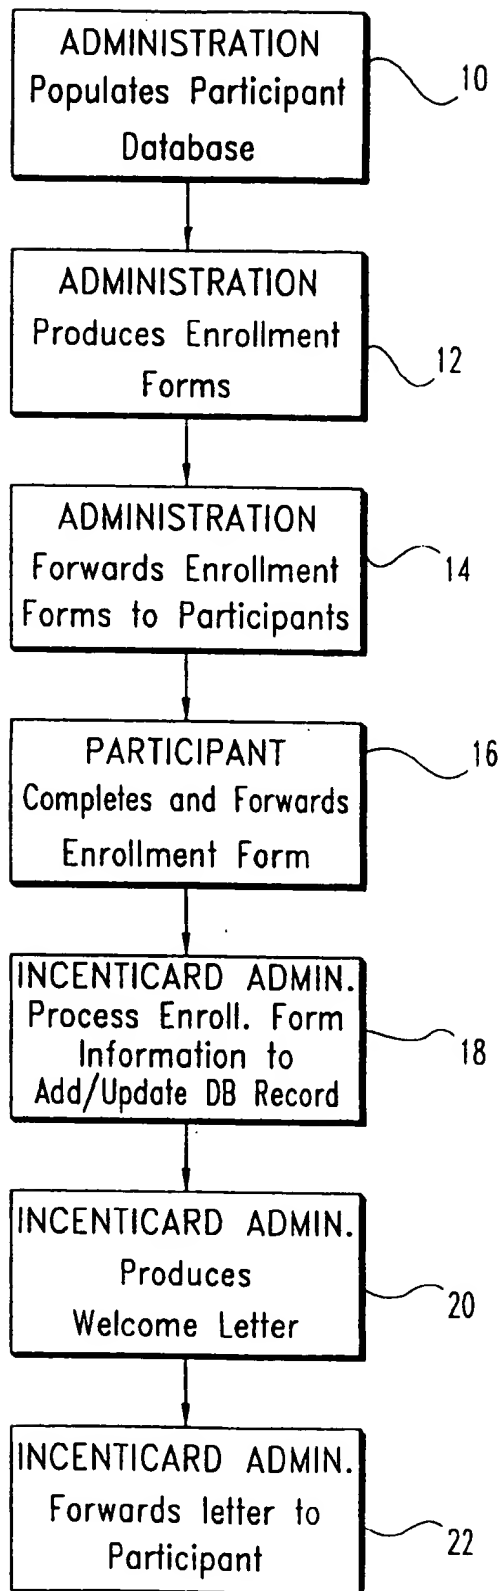 ADMINISTRATION
Populates Participant
Database
10
ADMINISTRATION
Produces Enrollment
Forms
12
ADMINISTRATION
Forwards Enrollment
Forms to Participants
14
PARTICIPANT
Completes and Forwards
Enrollment Form
16
INCENTICARD ADMIN.
Process Enroll. Form
Information to
Add/Update DB Record
18
INCENTICARD ADMIN.
Produces
Welcome Letter
20
INCENTICARD ADMIN.
Forwards letter to
Participant
22